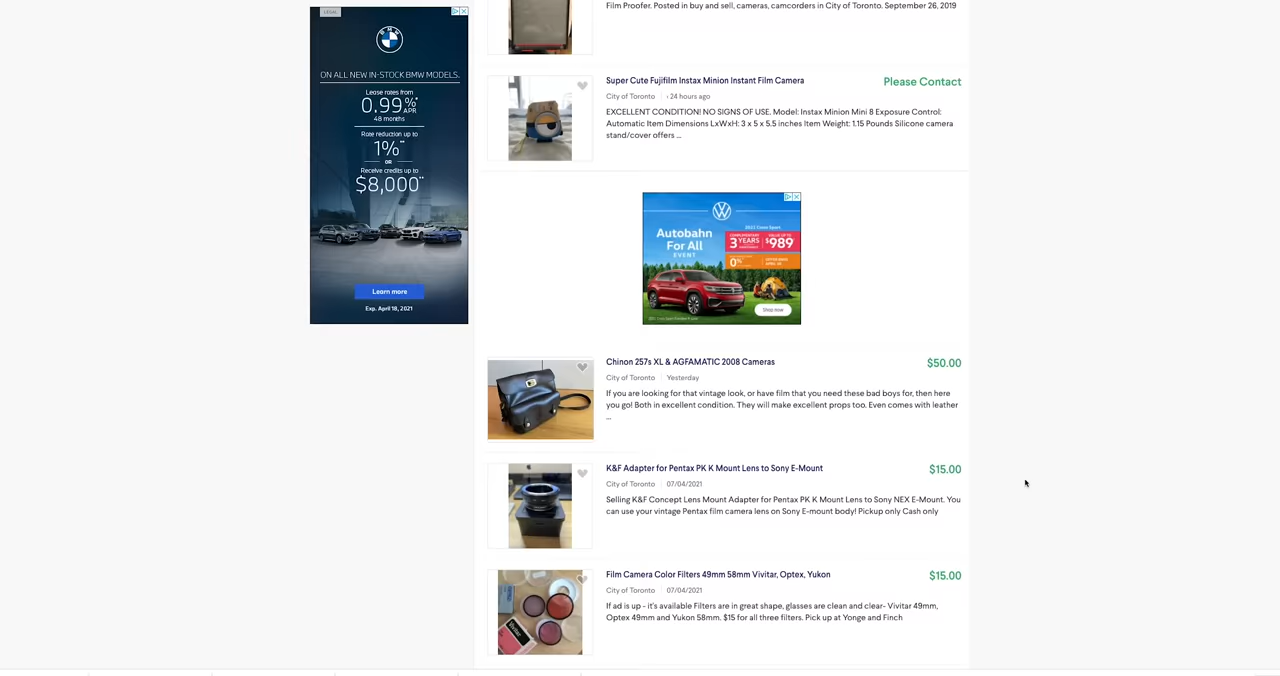 LEGAL
ON ALL NEW IN-STOCK BMW MODELS.
Lease rates from
0.99%* APR
48 months
Rate reduction up to
1%**
OR
Receive credits up to
$8,000**
Learn more
Exp. April 18, 2021
Film Proofer. Posted in buy and sell, cameras, camcorders in City of Toronto. September 26, 2019
Super Cute Fujifilm Instax Minion Instant Film Camera
Please Contact
City of Toronto
‹ 24 hours ago
EXCELLENT CONDITION! NO SIGNS OF USE. Model: Instax Minion Mini 8 Exposure Control:
Automatic Item Dimensions LxWxH: 3 x 5 x 5.5 inches Item Weight: 1.15 Pounds Silicone camera
stand/cover offers ...
Autobahn
For All
EVENT
COMPLIMENTARY
3 YEARS
VALUE UP TO
$989
0%
Shop now
Chinon 257s XL & AGFAMATIC 2008 Cameras
$50.00
City of Toronto
Yesterday
If you are looking for that vintage look, or have film that you need these bad boys for, then here
you go! Both in excellent condition. They will make excellent props too. Even comes with leather
...
K&F Adapter for Pentax PK K Mount Lens to Sony E-Mount
$15.00
City of Toronto
07/04/2021
Selling K&F Concept Lens Mount Adapter for Pentax PK K Mount Lens to Sony NEX E-Mount. You
can use your vintage Pentax film camera lens on Sony E-mount body! Pickup only Cash only
Film Camera Color Filters 49mm 58mm Vivitar, Optex, Yukon
$15.00
City of Toronto
07/04/2021
If ad is up - it's available Filters are in great shape, glasses are clean and clear- Vivitar 49mm,
Optex 49mm and Yukon 58mm. $15 for all three filters. Pick up at Yonge and Finch